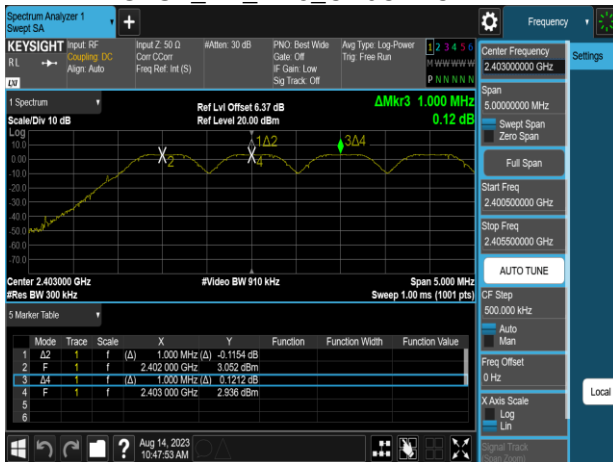 Spectrum Analyzer 1
Swept SA
+
Frequency
KEYSIGHT
Input: RF
Input Z: 50 Ω
#Atten: 30 dB
PNO: Best Wide
Avg Type: Log-Power
1 2 3 4 5 6
RL
Coupling: DC
Corr CCorr
Gate: Off
Trig: Free Run
M W W W W W
Align: Auto
Freq Ref: Int (S)
IF Gain: Low
Sig Track: Off
P N N N N N
LXI
1 Spectrum
Scale/Div 10 dB
Ref Lvl Offset 6.37 dB
Ref Level 20.00 dBm
ΔMkr3 1.000 MHz
0.12 dB
Log
10.0
0.00
-10.0
-20.0
-30.0
-40.0
-50.0
-60.0
-70.0
1Δ2
3Δ4
2
4
Center 2.403000 GHz
#Video BW 910 kHz
Span 5.000 MHz
#Res BW 300 kHz
Sweep 1.00 ms (1001 pts)
5 Marker Table
Mode Trace Scale X Y Function Function Width Function Value
1 Δ2 1 f (Δ) 1.000 MHz (Δ) -0.1154 dB
2 F 1 f 2.402 000 GHz 3.052 dBm
3 Δ4 1 f (Δ) 1.000 MHz (Δ) 0.1212 dB
4 F 1 f 2.403 000 GHz 2.936 dBm
5
6
?
Aug 14, 2023
10:47:53 AM
Center Frequency
2.403000000 GHz
Span
5.00000000 MHz
Swept Span
Zero Span
Full Span
Start Freq
2.400500000 GHz
Stop Freq
2.405500000 GHz
AUTO TUNE
CF Step
500.000 kHz
Auto
Man
Freq Offset
0 Hz
X Axis Scale
Log
Lin
Signal Track
(Span Zoom)
Settings
Local